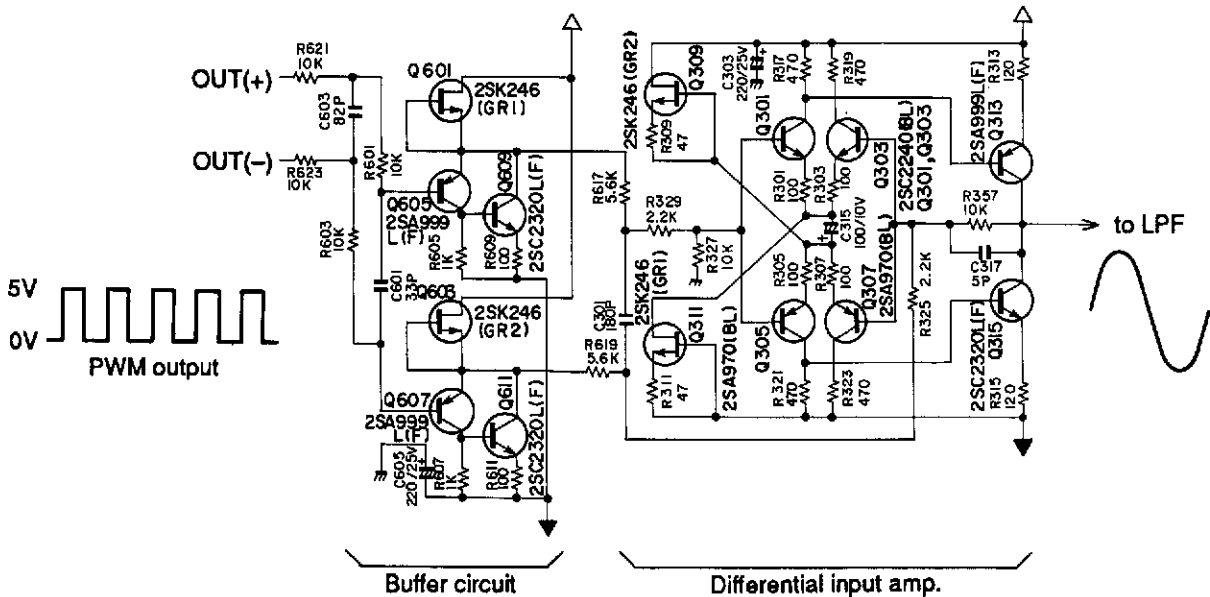 OUT(+)
R621
10K
C603
82P
OUT(-)
R623
10K
R601
10K
R603
10K
C601
33P
5V
0V
PWM output
Q601
2SK246
(GR1)
Q609
2SC2320L(F)
Q605
2SA999
L(F)
R605
1K
R609
100
Q603
2SK246
(GR2)
Q611
2SC2320L(F)
Q607
2SA999
L(F)
C605
220/25V
+
R607
1K
R611
100
Buffer circuit
R617
5.6K
R329
2.2K
R327
10K
C301
180P
R619
5.6K
2SK246(GR2)
Q309
R309
47
C303
220/25V
+
R317
470
R319
470
Q301
Q303
2SC2240(BL)
Q301,Q303
R301
100
R303
100
+
C315
100/10V
R305
100
R307
100
Q307
2SA970(BL)
2SK246
(GR1)
Q311
R311
47
2SA970(BL)
Q305
R321
470
R323
470
R313
120
2SA999L(F)
Q313
R357
10K
C317
5P
R325
2.2K
2SC2320L(F)
Q315
R315
120
to LPF
Differential input amp.